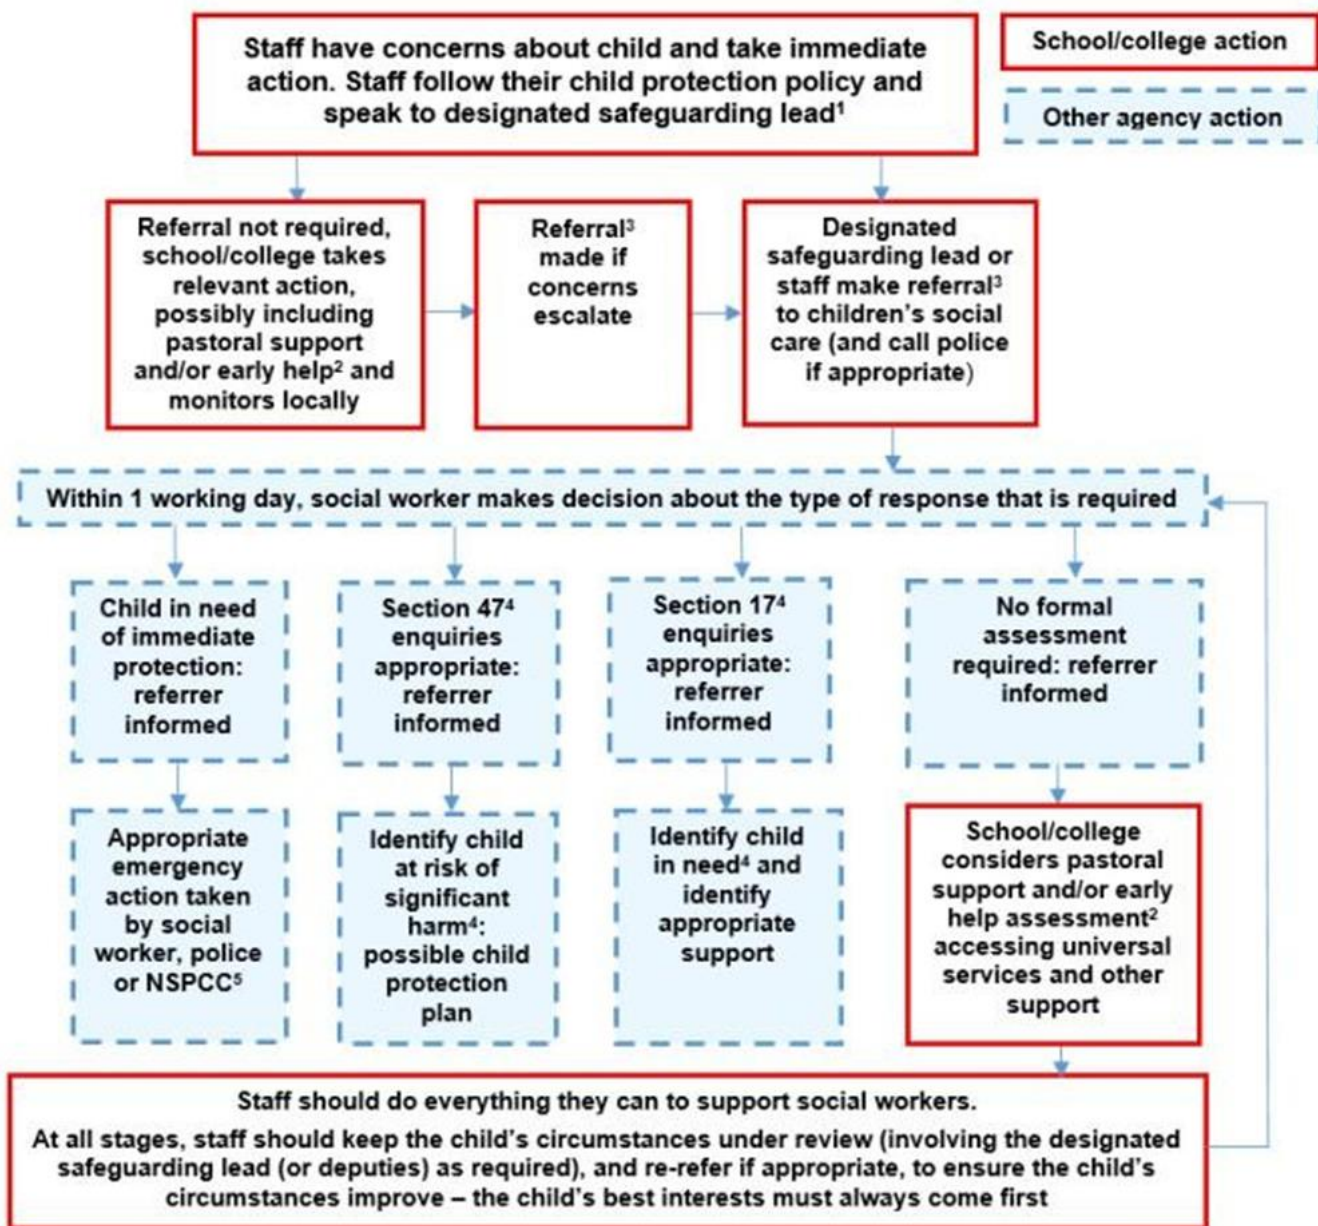 Staff have concerns about child and take immediate
action. Staff follow their child protection policy and
speak to designated safeguarding lead¹
School/college action
Other agency action
Referral not required,
school/college takes
relevant action,
possibly including
pastoral support
and/or early help² and
monitors locally
Referral³
made if
concerns
escalate
Designated
safeguarding lead or
staff make referral³
to children’s social
care (and call police
if appropriate)
Within 1 working day, social worker makes decision about the type of response that is required
Child in need
of immediate
protection:
referrer
informed
Section 47⁴
enquiries
appropriate:
referrer
informed
Section 17⁴
enquiries
appropriate:
referrer
informed
No formal
assessment
required: referrer
informed
Appropriate
emergency
action taken
by social
worker, police
or NSPCC⁵
Identify child
at risk of
significant
harm⁴:
possible child
protection
plan
Identify child
in need⁴ and
identify
appropriate
support
School/college
considers pastoral
support and/or early
help assessment²
accessing universal
services and other
support
Staff should do everything they can to support social workers.
At all stages, staff should keep the child’s circumstances under review (involving the designated
safeguarding lead (or deputies) as required), and re-refer if appropriate, to ensure the child’s
circumstances improve – the child’s best interests must always come first